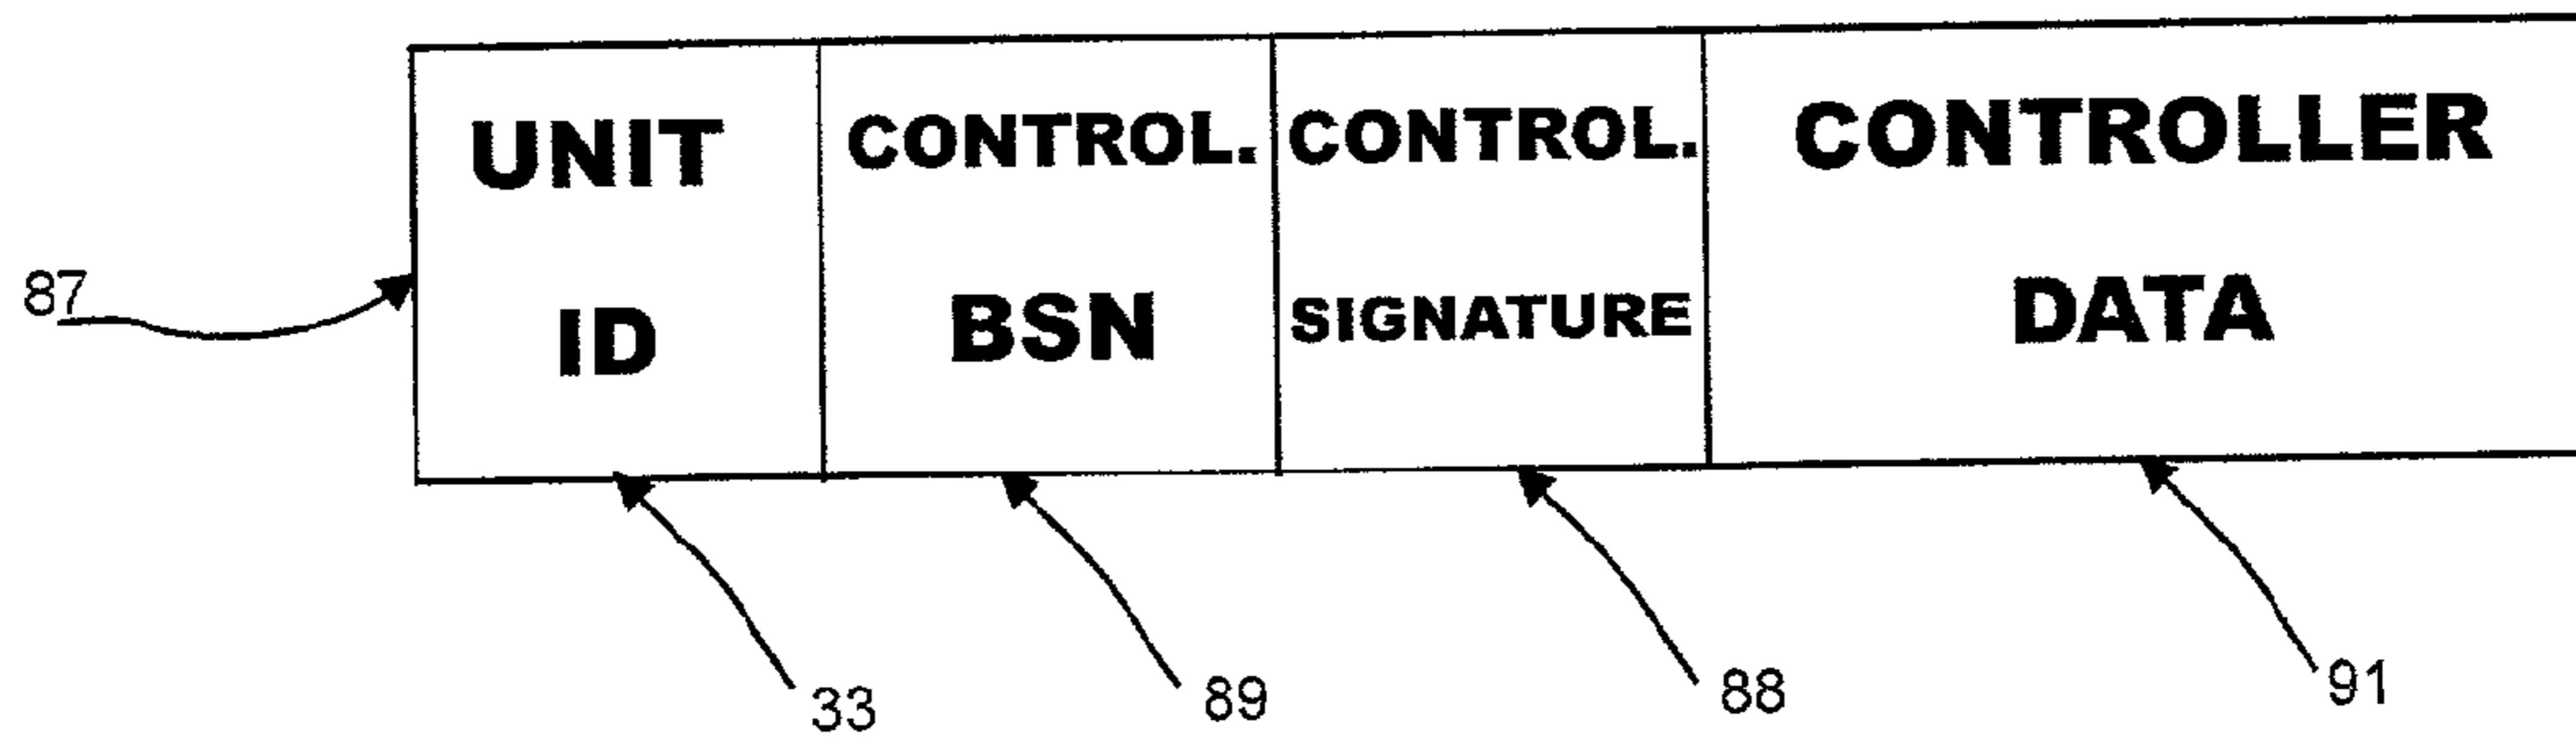 UNIT CONTROL. CONTROL. CONTROLLER
ID BSN SIGNATURE DATA
87
33 89 88 91